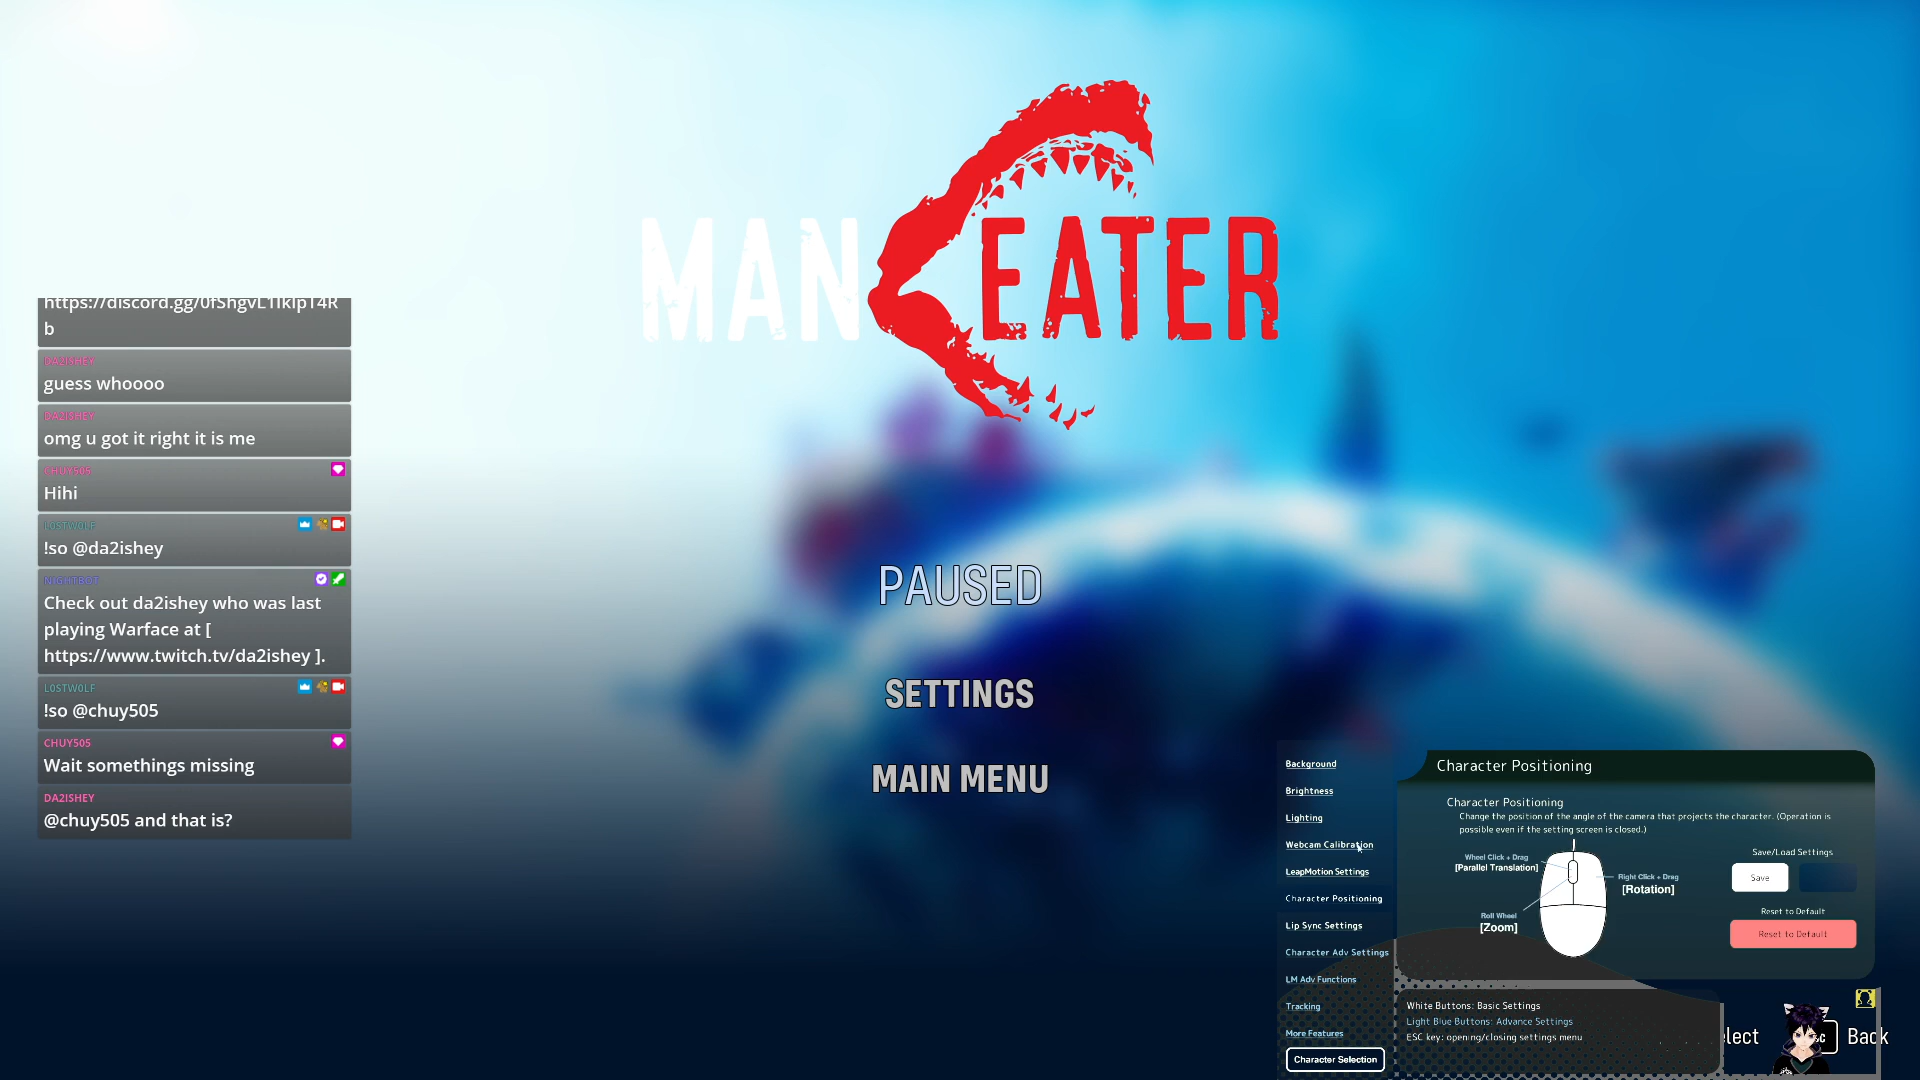 MAN EATER
b
DA2ISHEY
guess whoooo
DA2ISHEY
omg u got it right it is me
CHUY505
Hihi
L0STW0LF
!so @da2ishey
NIGHTBOT
Check out da2ishey who was last
playing Warface at [
https://www.twitch.tv/da2ishey ].
L0STW0LF
!so @chuy505
CHUY505
Wait somethings missing
DA2ISHEY
@chuy505 and that is?
PAUSED
SETTINGS
MAIN MENU
Background
Brightness
Lighting
Webcam Calibration
LeapMotion Settings
Character Positioning
Lip Sync Settings
Character Adv Settings
LM Adv Functions
Tracking
More Features
Character Selection
Character Positioning
Character Positioning
Change the position of the angle of the camera that projects the character. (Operation is
possible even if the setting screen is closed.)
Wheel Click + Drag
[Parallel Translation]
Right Click + Drag
[Rotation]
Roll Wheel
[Zoom]
Save/Load Settings
Save
Reset to Default
Reset to Default
White Buttons: Basic Settings
Light Blue Buttons: Advance Settings
ESC key: opening/closing settings menu
lect
Back